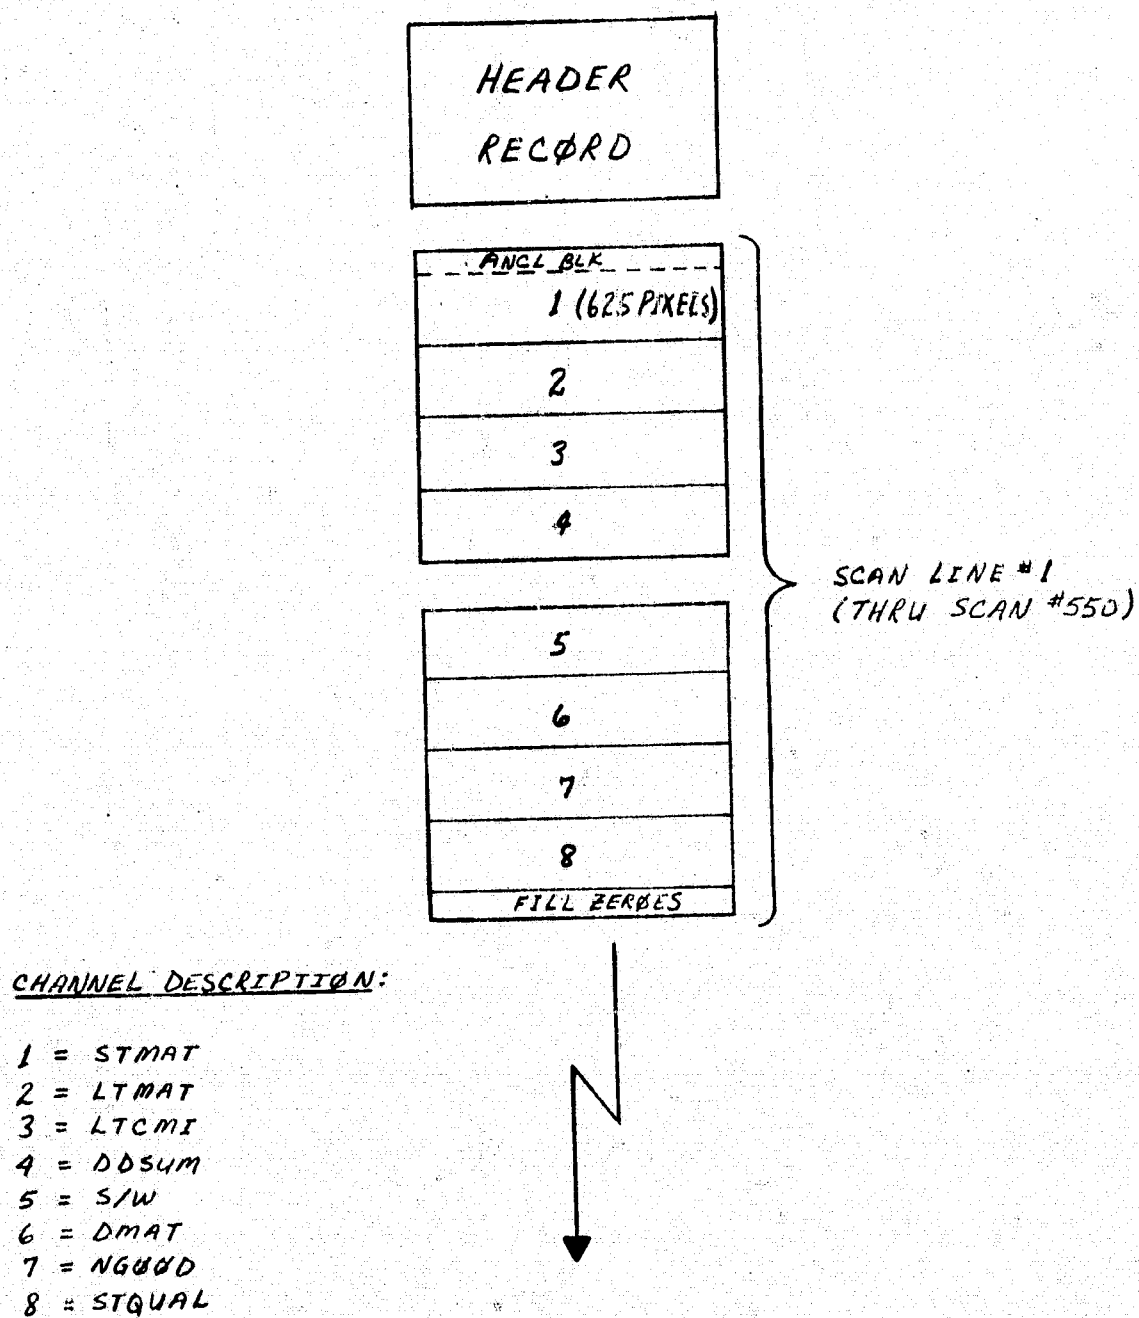 HEADER
RECØRD
ANCL BLK
1 (625 PIXELS)
2
3
4
SCAN LINE #1
(THRU SCAN #550)
5
6
7
8
FILL ZERØES
CHANNEL DESCRIPTIØN:
1 = STMAT
2 = LTMAT
3 = LTCMI
4 = DDSUM
5 = S/W
6 = DMAT
7 = NGØØD
8 = STQUAL